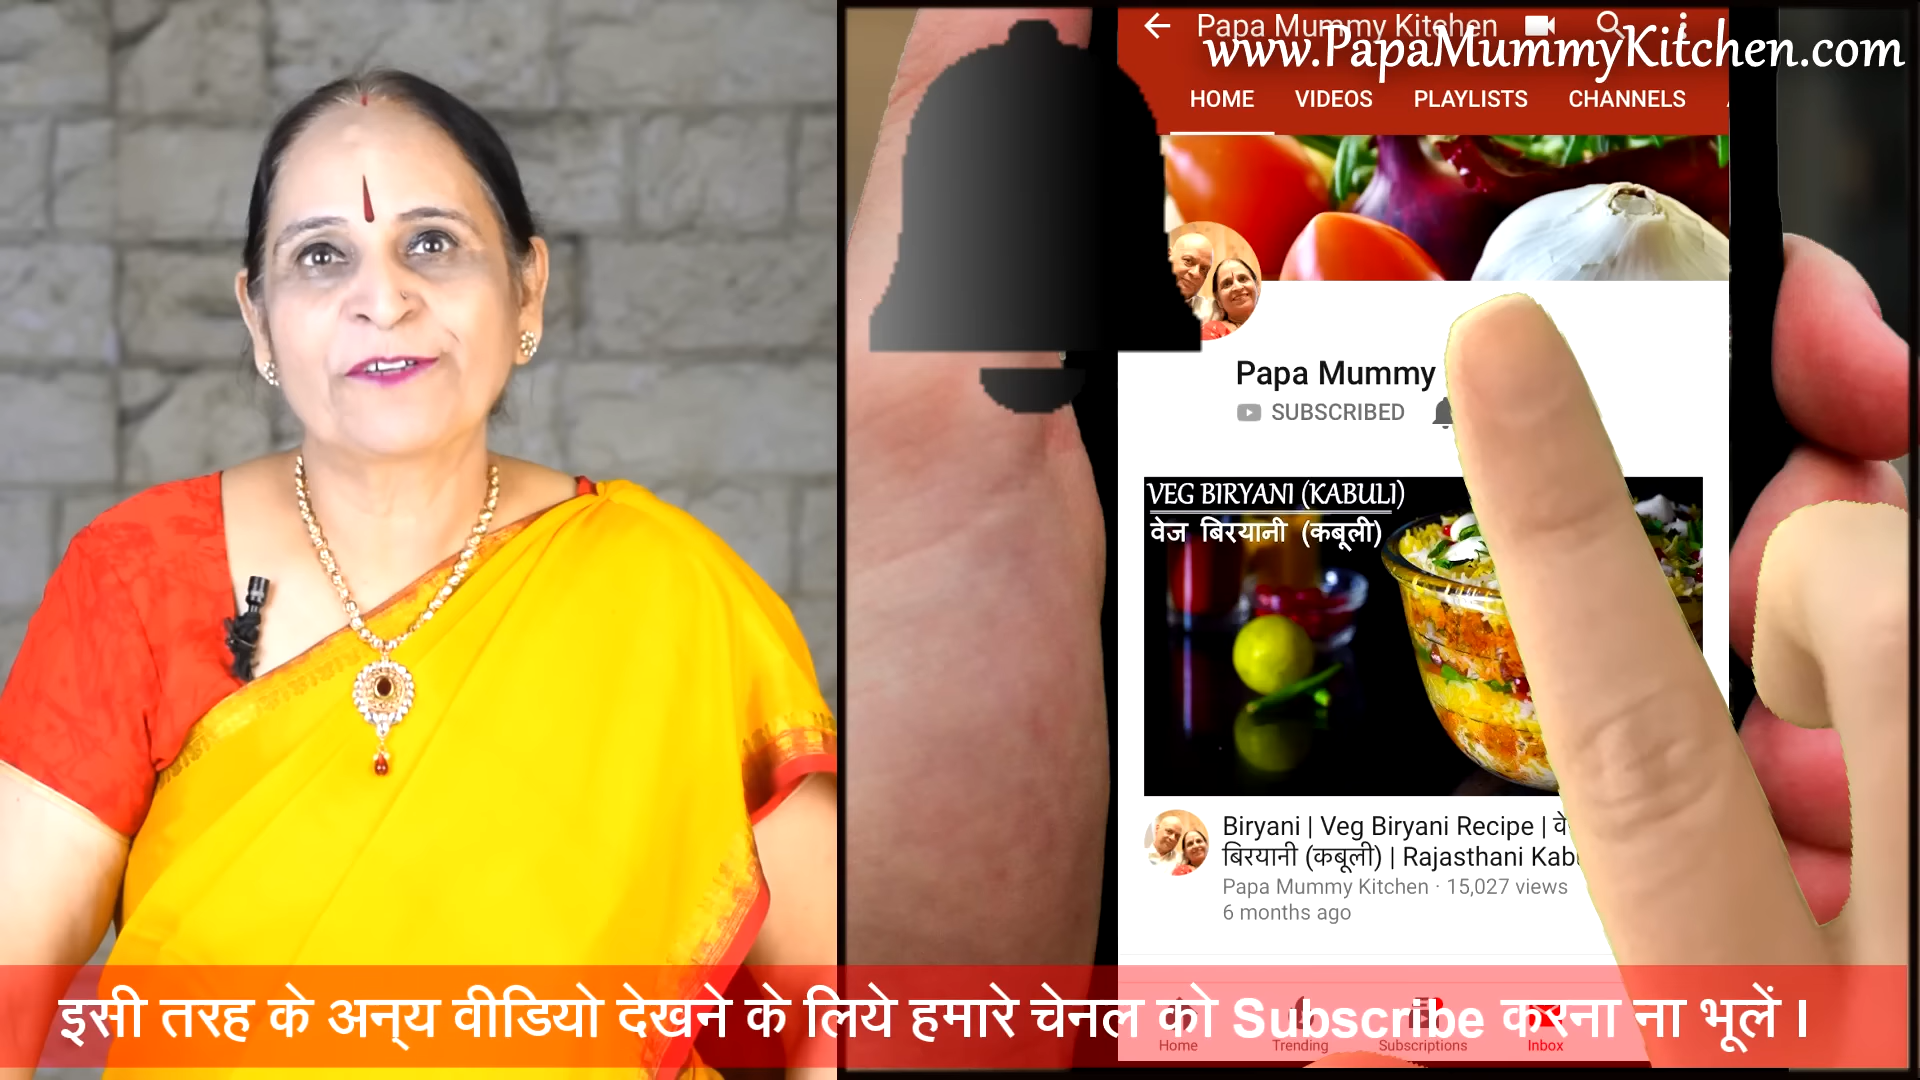 Papa Mummy Kitchen
www.PapaMummyKitchen.com
HOME VIDEOS PLAYLISTS CHANNELS
Papa Mummy
SUBSCRIBED
VEG BIRYANI (KABULI)
वेज बिरयानी (कबूली)
Biryani | Veg Biryani Recipe |
बिरयानी (कबूली) | Rajasthani
Papa Mummy Kitchen · 15,027 views
6 months ago
इसी तरह के अन्य वीडियो देखने के लिये हमारे चेनल को Subscribe करना ना भूलें ।
Home Trending Subscriptions Inbox